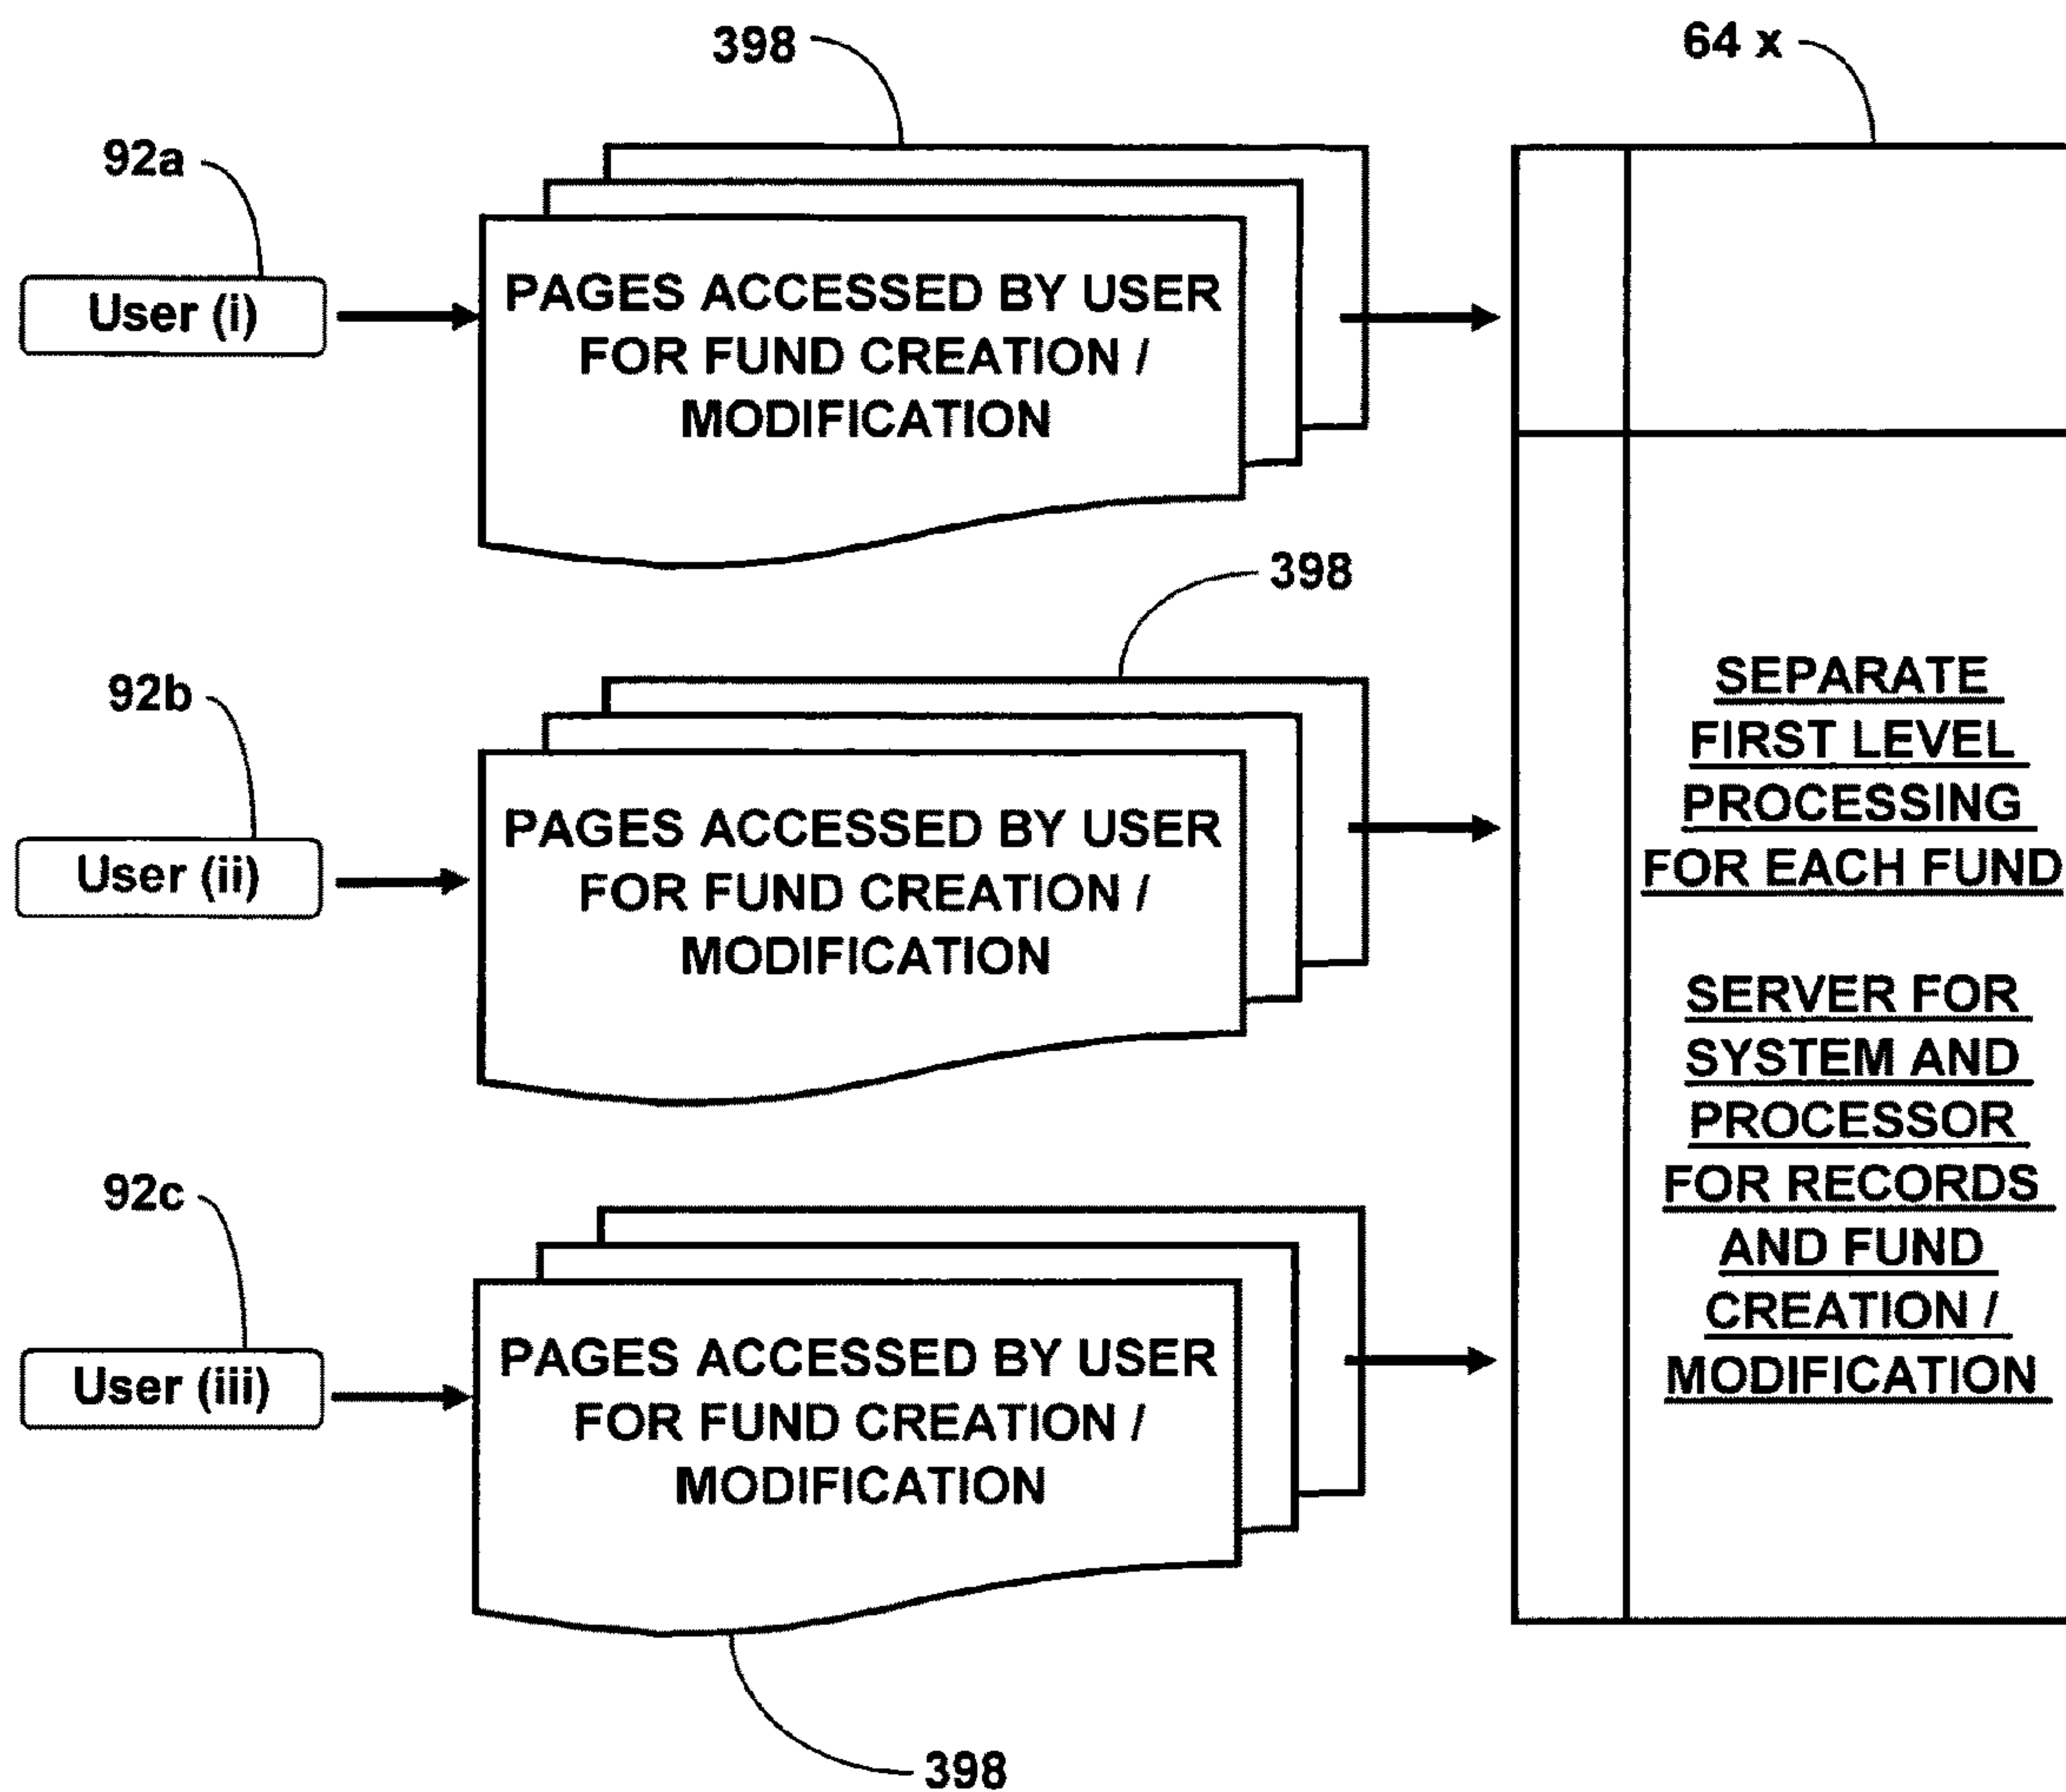 398
64 x
92a
User (i)
PAGES ACCESSED BY USER
FOR FUND CREATION /
MODIFICATION
398
92b
User (ii)
PAGES ACCESSED BY USER
FOR FUND CREATION /
MODIFICATION
92c
User (iii)
PAGES ACCESSED BY USER
FOR FUND CREATION /
MODIFICATION
398
SEPARATE
FIRST LEVEL
PROCESSING
FOR EACH FUND
SERVER FOR
SYSTEM AND
PROCESSOR
FOR RECORDS
AND FUND
CREATION /
MODIFICATION